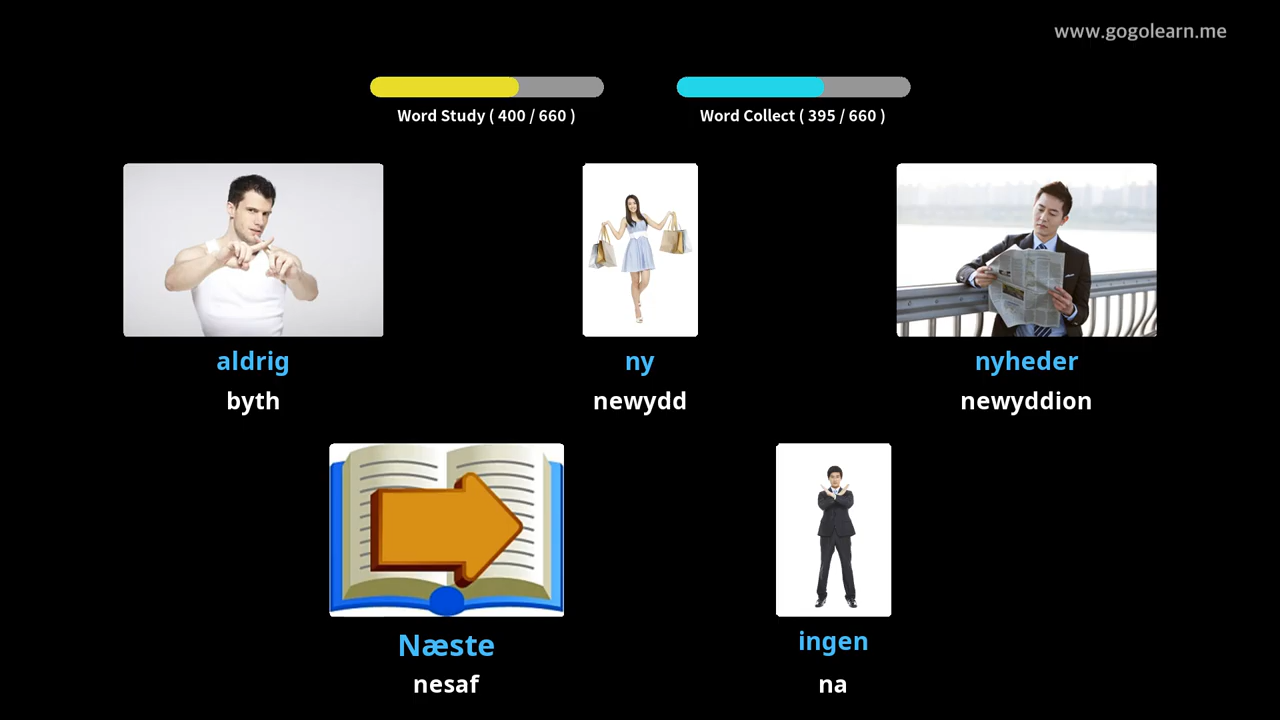 www.gogolearn.me
Word Study ( 400 / 660 )
Word Collect ( 395 / 660 )
aldrig
byth
ny
newydd
nyheder
newyddion
Næste
nesaf
ingen
na